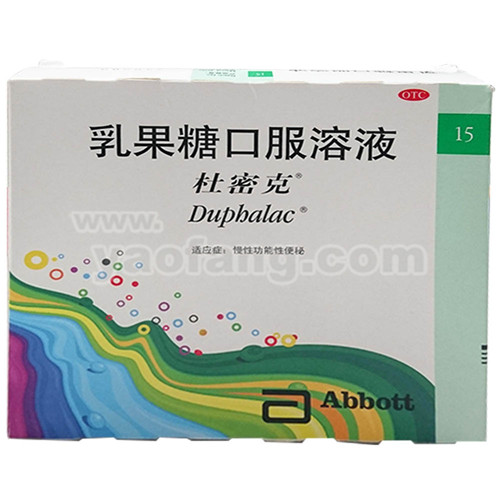 OTC
15
乳果糖口服溶液
杜密克®
Duphalac®
适应症：慢性功能性便秘
www.
yaofang.com
Abbott